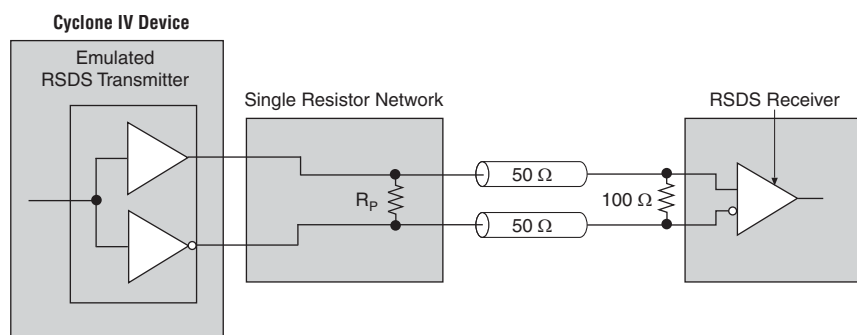 Cyclone IV Device
Emulated
RSDS Transmitter
Single Resistor Network
RSDS Receiver
50 Ω
R_P
100 Ω
50 Ω